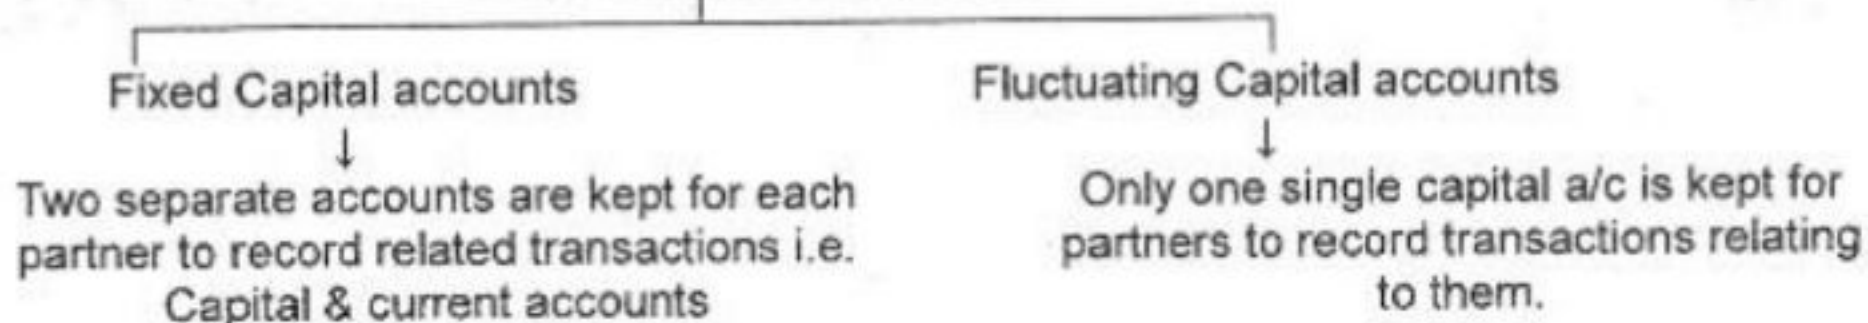 Fixed Capital accounts
Fluctuating Capital accounts
Two separate accounts are kept for each
partner to record related transactions i.e.
Capital & current accounts
Only one single capital a/c is kept for
partners to record transactions relating
to them.